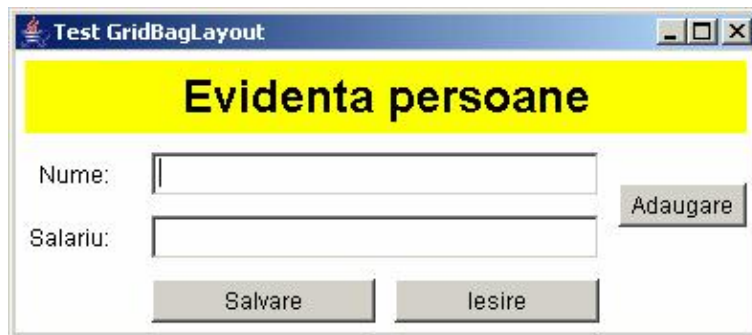 Test GridBagLayout
Evidenta persoane
Nume:
Adaugare
Salariu:
Salvare Iesire